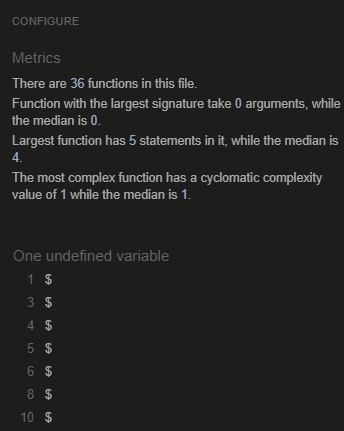 CONFIGURE
Metrics
There are 36 functions in this file.
Function with the largest signature take 0 arguments, while
the median is 0.
Largest function has 5 statements in it, while the median is
4.
The most complex function has a cyclomatic complexity
value of 1 while the median is 1.
One undefined variable
1 $
3 $
4 $
5 $
6 $
8 $
10 $